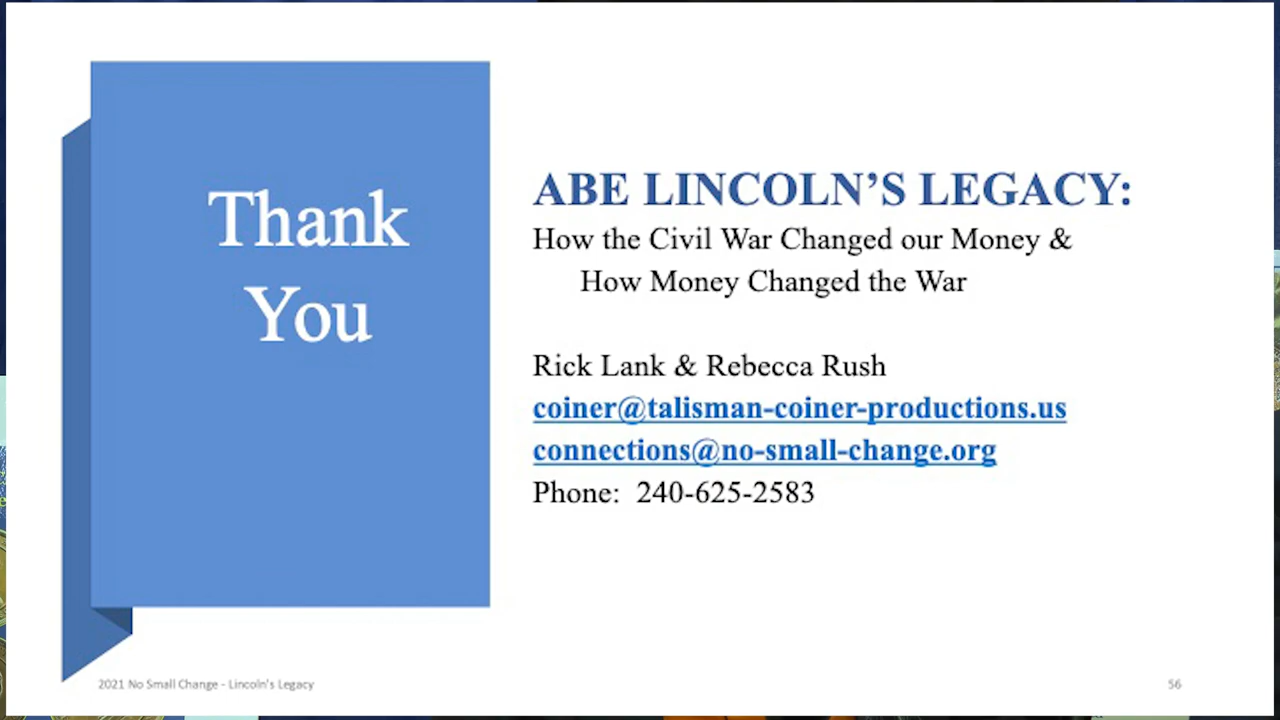 Thank
You
ABE LINCOLN’S LEGACY:
How the Civil War Changed our Money &
How Money Changed the War
Rick Lank & Rebecca Rush
coiner@talisman-coiner-productions.us
connections@no-small-change.org
Phone: 240-625-2583
2021 No Small Change - Lincoln's Legacy
56